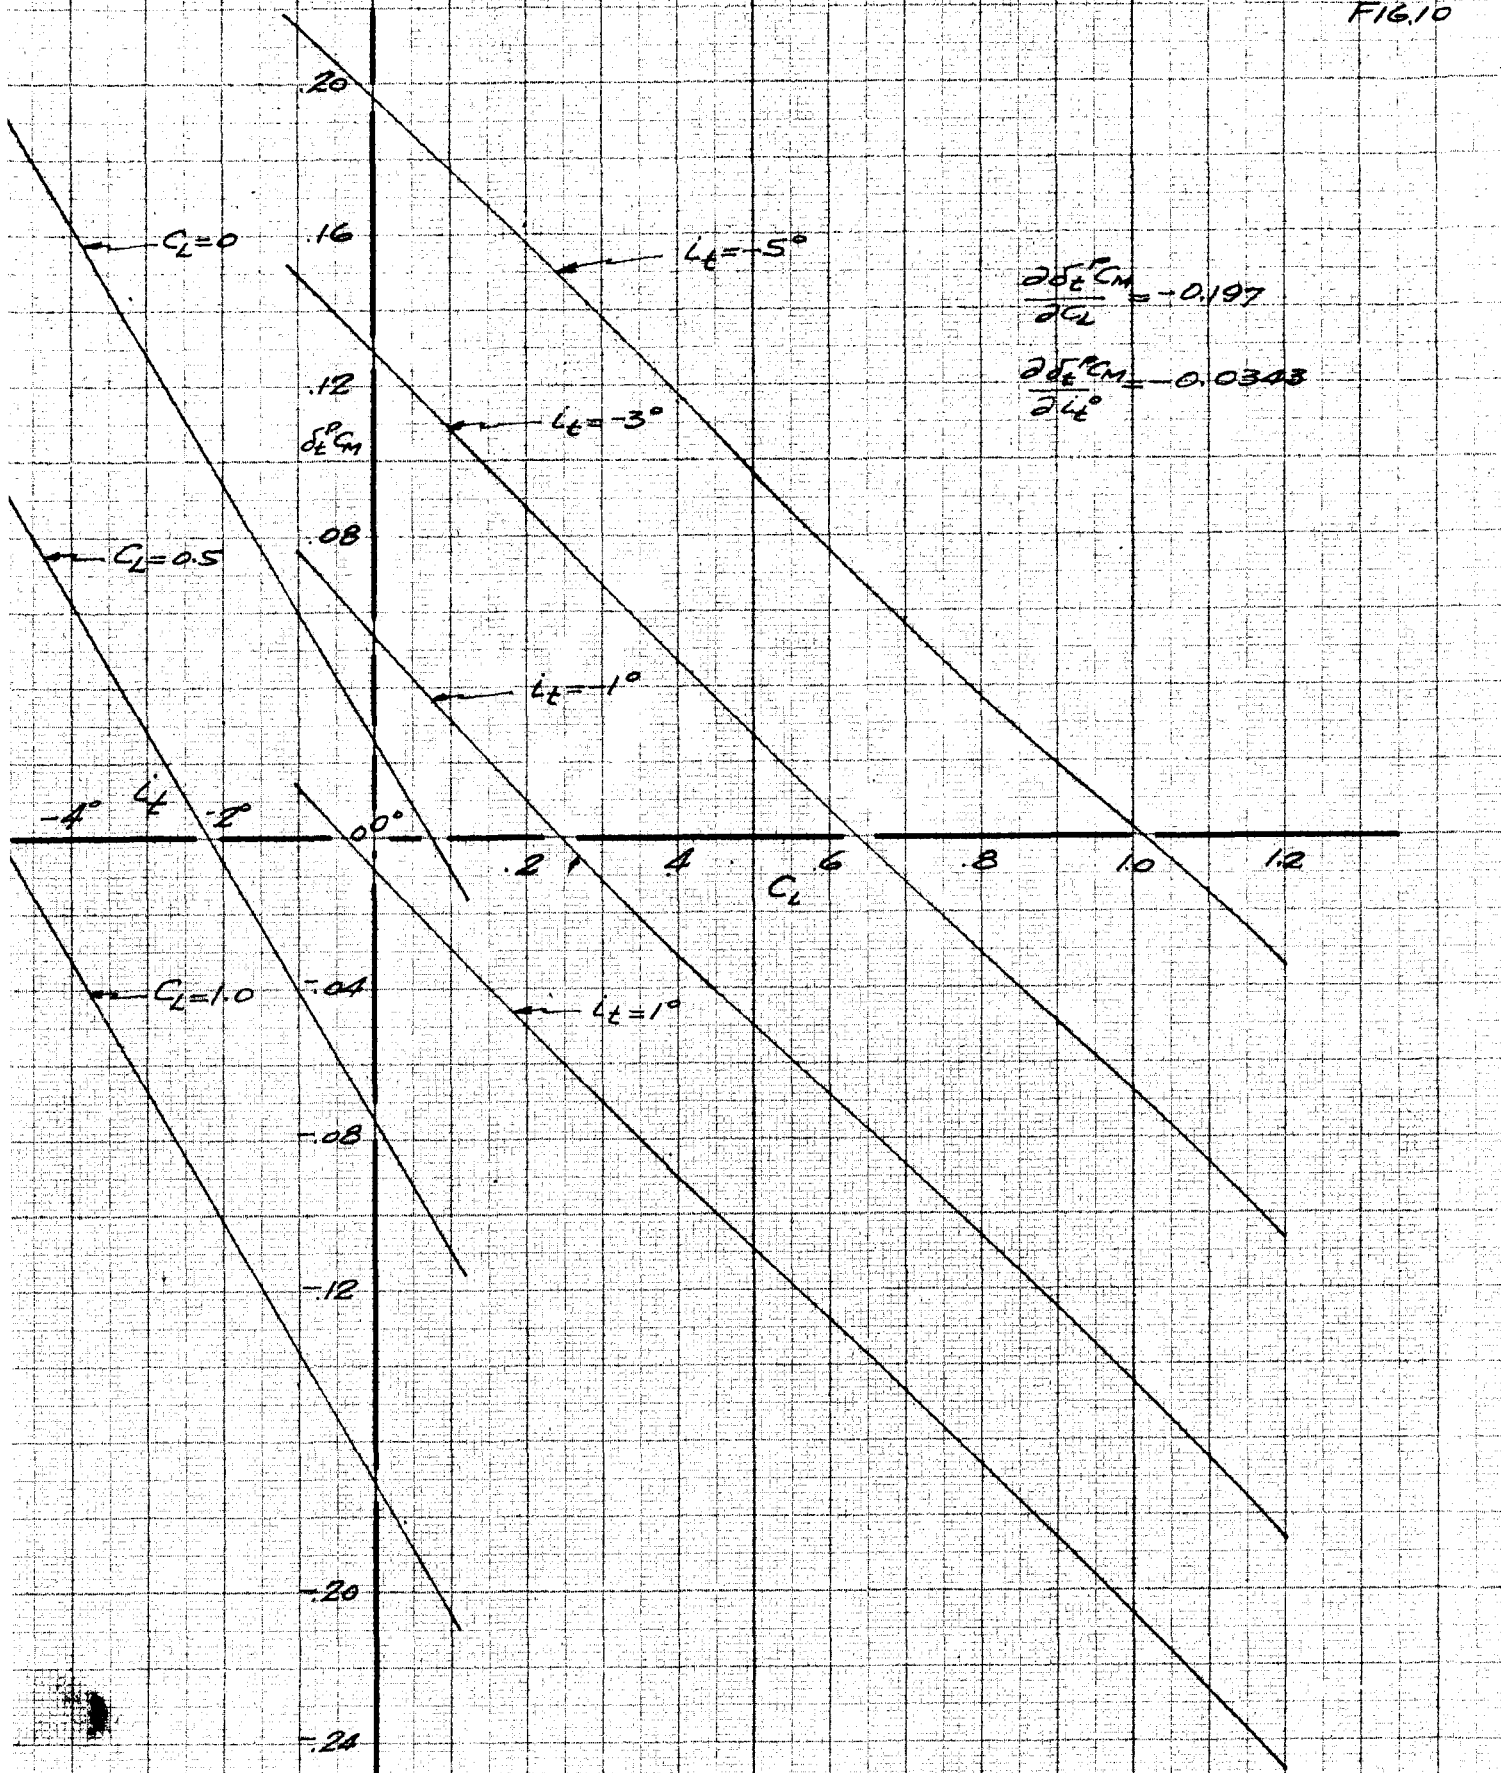 FIG.10
.20
C_L=0
.16
i_t=-5°
∂δ_t^P C_M / ∂C_L = -0.197
∂δ_t^P C_M / ∂i_t° = -0.0343
.12
i_t=-3°
δ_t^P C_M
.08
C_L=0.5
i_t=-1°
-4° i_t -2° 0 0°
.2 .4 .6 .8 1.0 1.2
C_L
C_L=1.0
-.04
i_t=1°
-.08
-.12
-.20
-.24